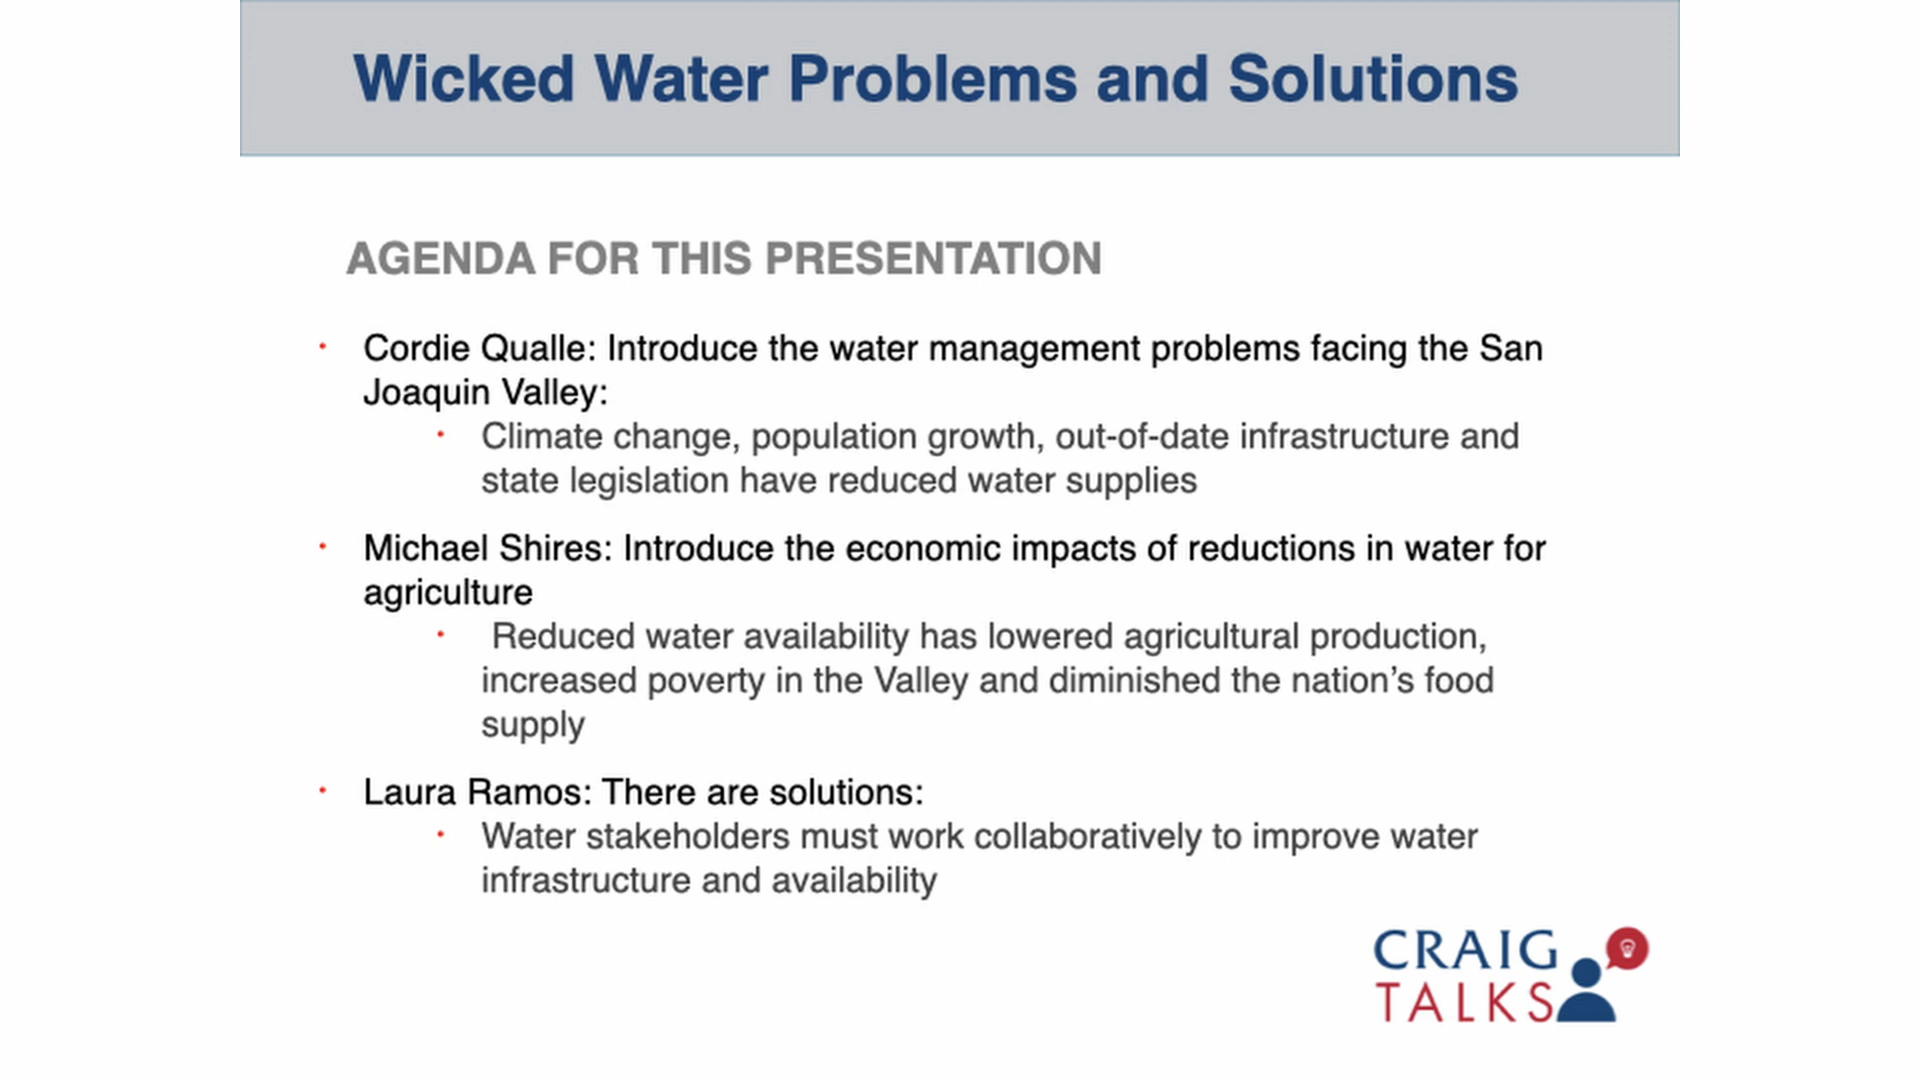 Wicked Water Problems and Solutions
AGENDA FOR THIS PRESENTATION
• Cordie Qualle: Introduce the water management problems facing the San
Joaquin Valley:
• Climate change, population growth, out-of-date infrastructure and
state legislation have reduced water supplies
• Michael Shires: Introduce the economic impacts of reductions in water for
agriculture
• Reduced water availability has lowered agricultural production,
increased poverty in the Valley and diminished the nation’s food
supply
• Laura Ramos: There are solutions:
• Water stakeholders must work collaboratively to improve water
infrastructure and availability
CRAIG
TALKS